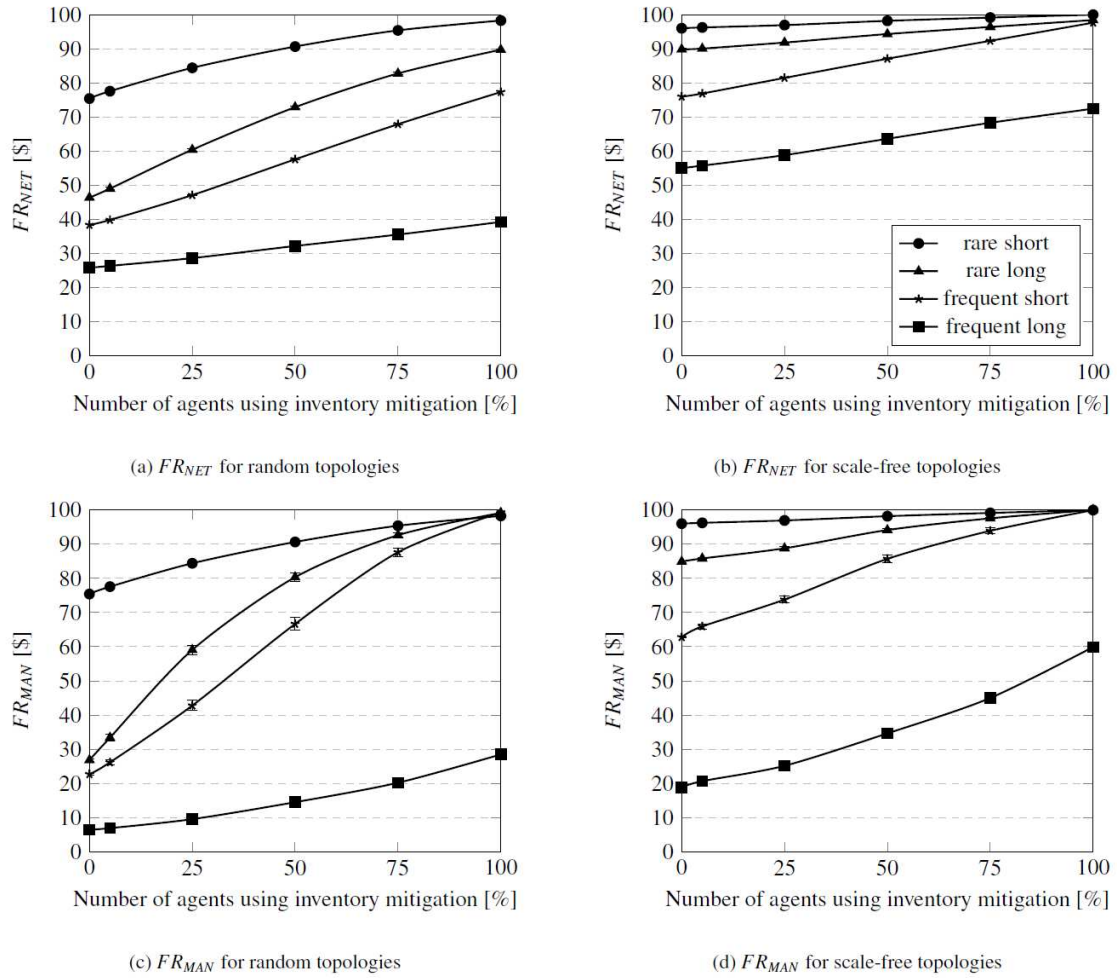 100
90
80
70
60
50
40
30
20
10
0
FR_NET [$]
0 25 50 75 100
Number of agents using inventory mitigation [%]
(a) FR_NET for random topologies
100
90
80
70
60
50
40
30
20
10
0
FR_NET [$]
rare short
rare long
frequent short
frequent long
0 25 50 75 100
Number of agents using inventory mitigation [%]
(b) FR_NET for scale-free topologies
100
90
80
70
60
50
40
30
20
10
0
FR_MAN [$]
0 25 50 75 100
Number of agents using inventory mitigation [%]
(c) FR_MAN for random topologies
100
90
80
70
60
50
40
30
20
10
0
FR_MAN [$]
0 25 50 75 100
Number of agents using inventory mitigation [%]
(d) FR_MAN for scale-free topologies